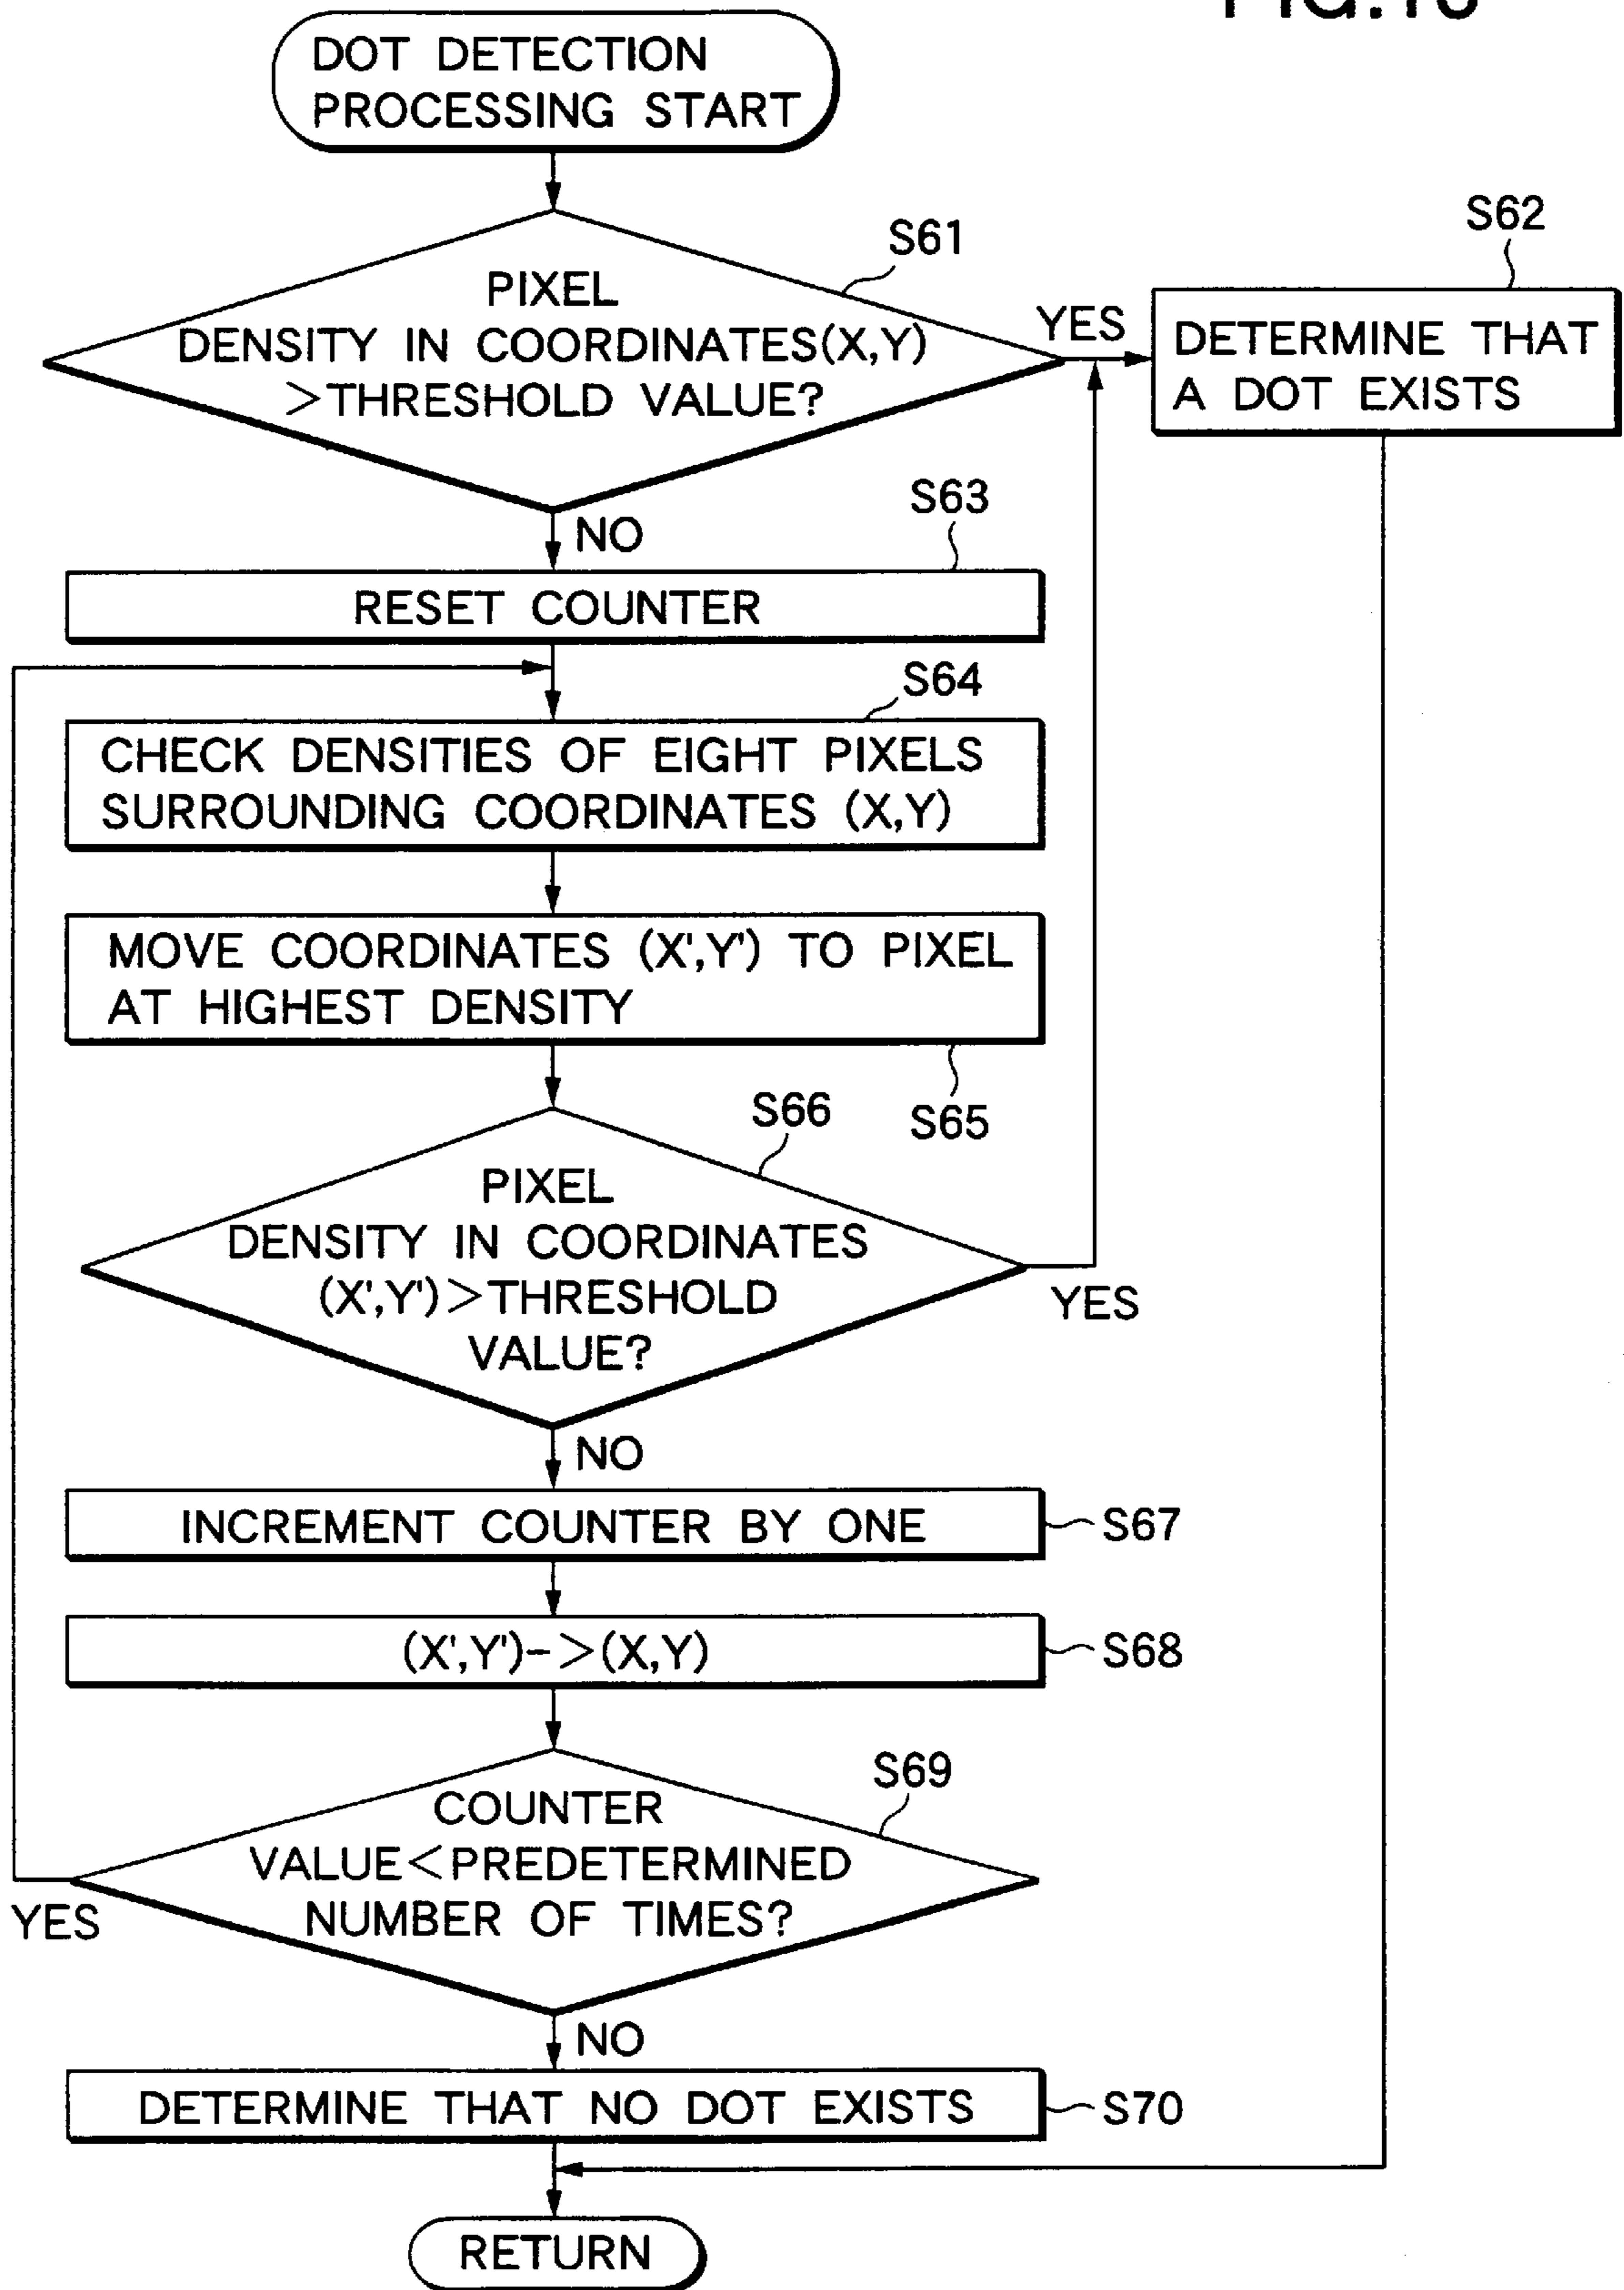 DOT DETECTION
PROCESSING START
S61
PIXEL
DENSITY IN COORDINATES(X,Y)
>THRESHOLD VALUE?
YES
S62
DETERMINE THAT
A DOT EXISTS
NO
S63
RESET COUNTER
S64
CHECK DENSITIES OF EIGHT PIXELS
SURROUNDING COORDINATES (X,Y)
MOVE COORDINATES (X',Y') TO PIXEL
AT HIGHEST DENSITY
S65
S66
PIXEL
DENSITY IN COORDINATES
(X',Y')>THRESHOLD
VALUE?
YES
NO
INCREMENT COUNTER BY ONE
S67
(X',Y')->(X,Y)
S68
S69
COUNTER
VALUE<PREDETERMINED
NUMBER OF TIMES?
YES
NO
DETERMINE THAT NO DOT EXISTS
S70
RETURN